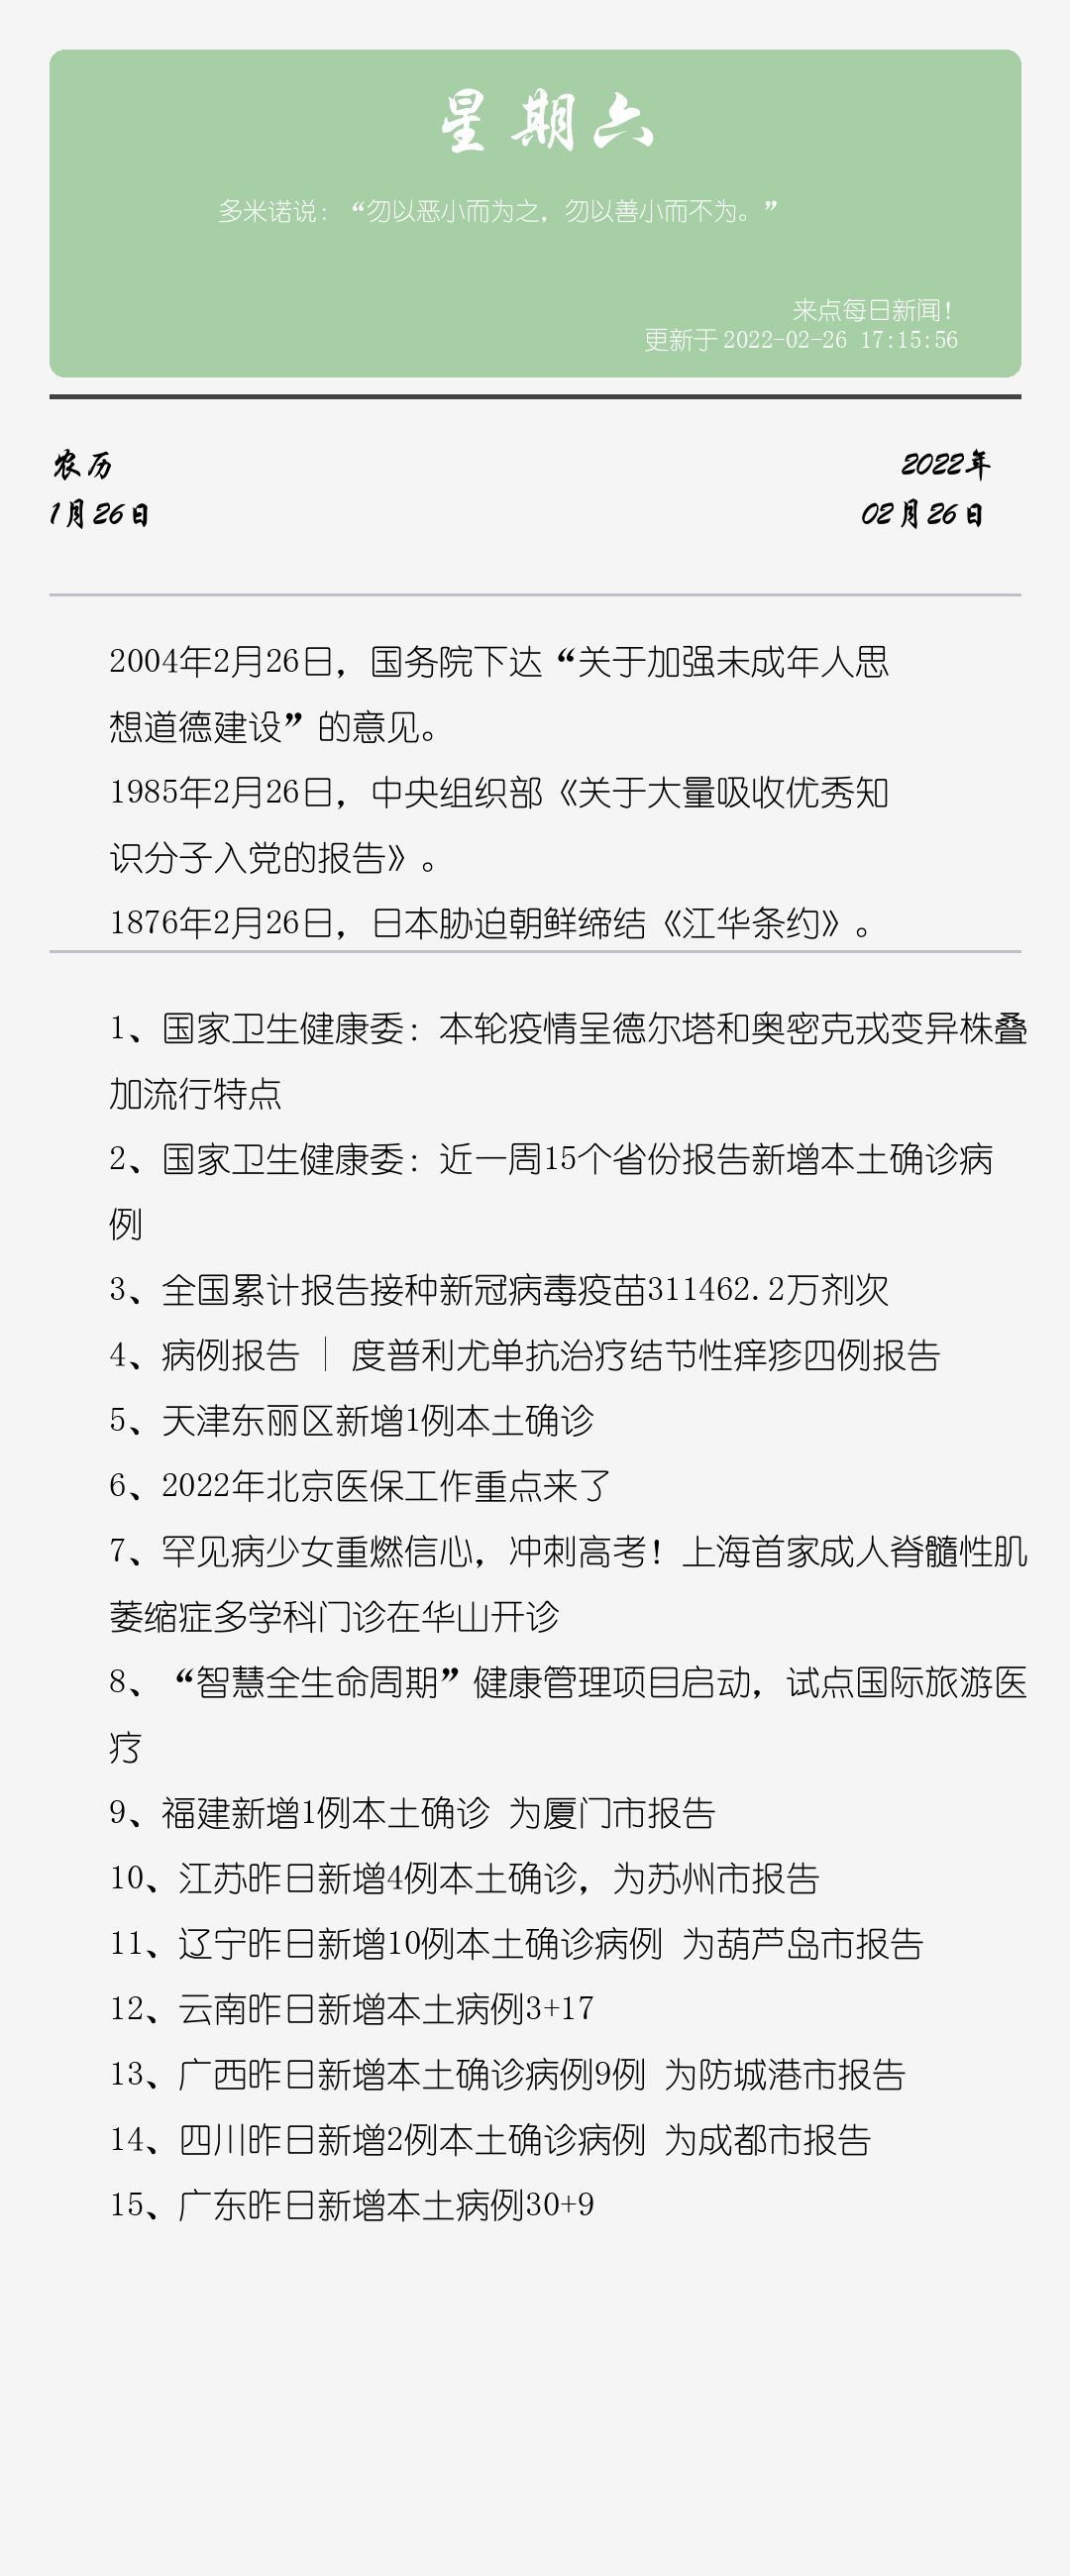 星期六
多米诺说：“勿以恶小而为之，勿以善小而不为。”
来点每日新闻！
更新于 2022-02-26 17:15:56
农历
2022年
1月26日
02月26日
2004年2月26日，国务院下达“关于加强未成年人思
想道德建设”的意见。
1985年2月26日，中央组织部《关于大量吸收优秀知
识分子入党的报告》。
1876年2月26日，日本胁迫朝鲜缔结《江华条约》。
1、国家卫生健康委：本轮疫情呈德尔塔和奥密克戎变异株叠
加流行特点
2、国家卫生健康委：近一周15个省份报告新增本土确诊病
例
3、全国累计报告接种新冠病毒疫苗311462.2万剂次
4、病例报告 | 度普利尤单抗治疗结节性痒疹四例报告
5、天津东丽区新增1例本土确诊
6、2022年北京医保工作重点来了
7、罕见病少女重燃信心，冲刺高考！上海首家成人脊髓性肌
萎缩症多学科门诊在华山开诊
8、“智慧全生命周期”健康管理项目启动，试点国际旅游医
疗
9、福建新增1例本土确诊 为厦门市报告
10、江苏昨日新增4例本土确诊，为苏州市报告
11、辽宁昨日新增10例本土确诊病例 为葫芦岛市报告
12、云南昨日新增本土病例3+17
13、广西昨日新增本土确诊病例9例 为防城港市报告
14、四川昨日新增2例本土确诊病例 为成都市报告
15、广东昨日新增本土病例30+9